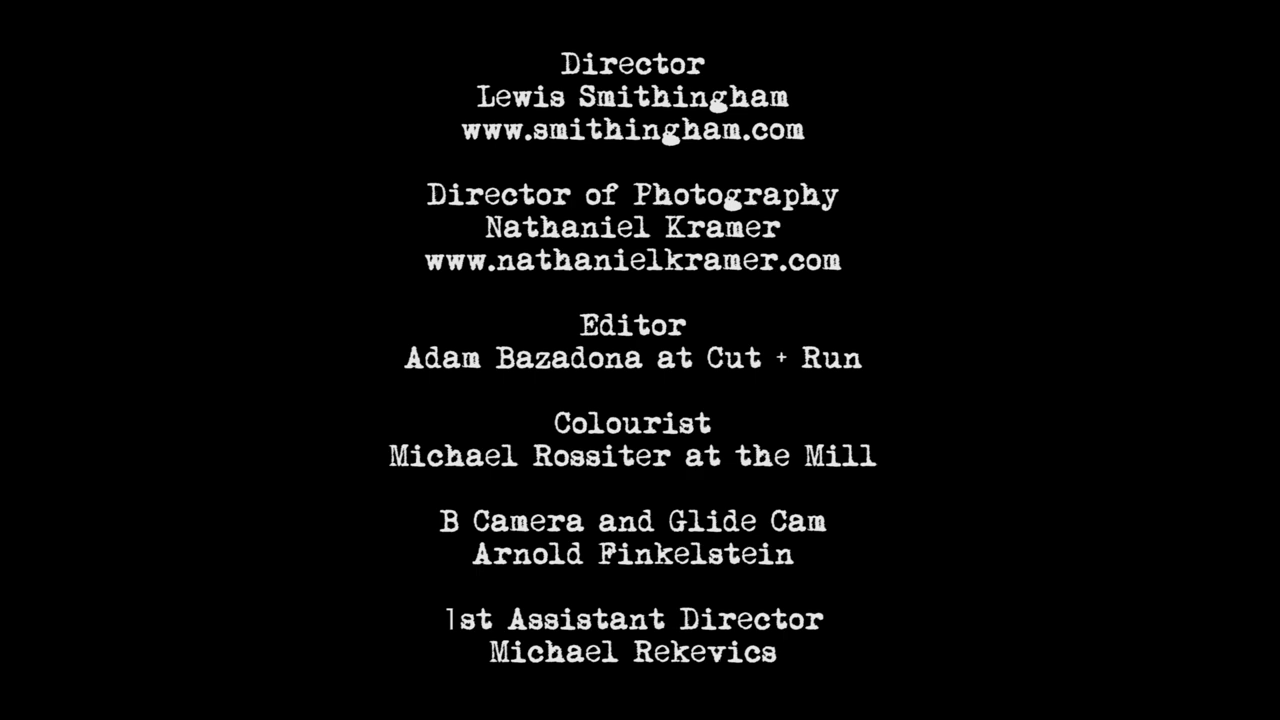 Director
Lewis Smithingham
www.smithingham.com
Director of Photography
Nathaniel Kramer
www.nathanielkramer.com
Editor
Adam Bazadona at Cut + Run
Colourist
Michael Rossiter at the Mill
B Camera and Glide Cam
Arnold Finkelstein
1st Assistant Director
Michael Rekevics